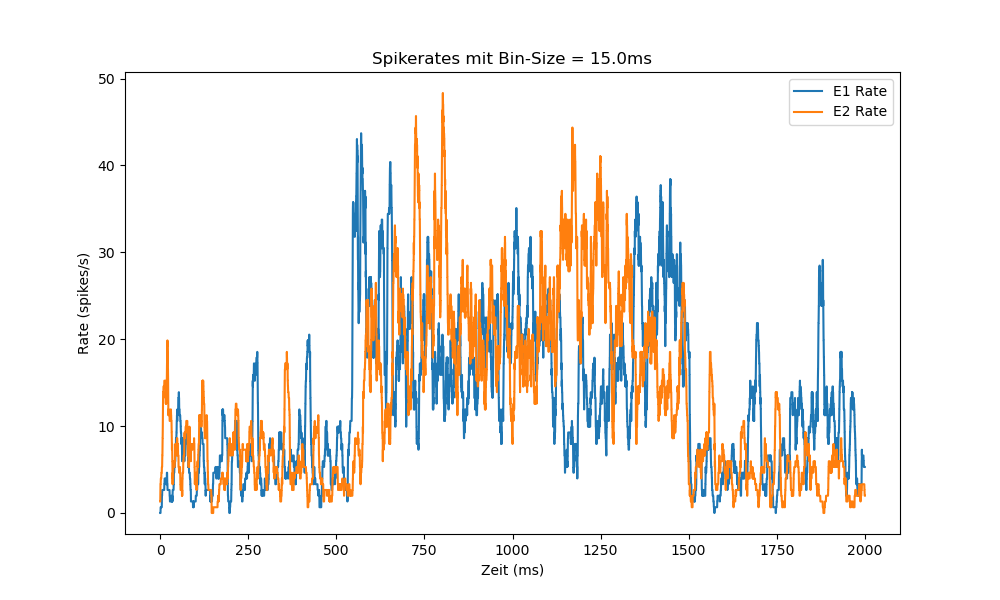 Spikerates mit Bin-Size = 15.0ms
E1 Rate
E2 Rate
Rate (spikes/s)
50
40
30
20
10
0
0 250 500 750 1000 1250 1500 1750 2000
Zeit (ms)